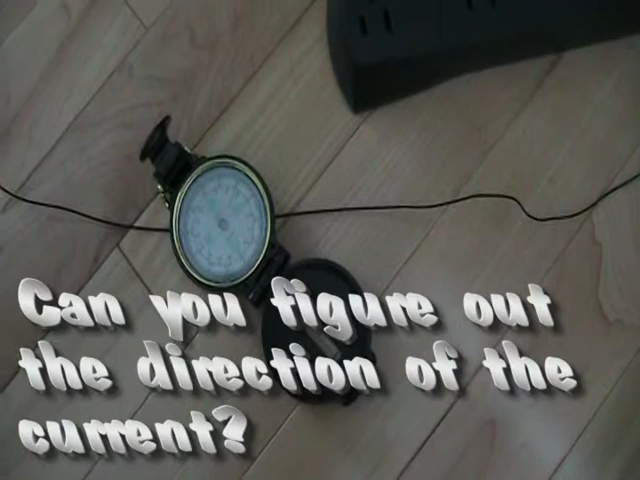 Can you figure out
the direction of the
current?